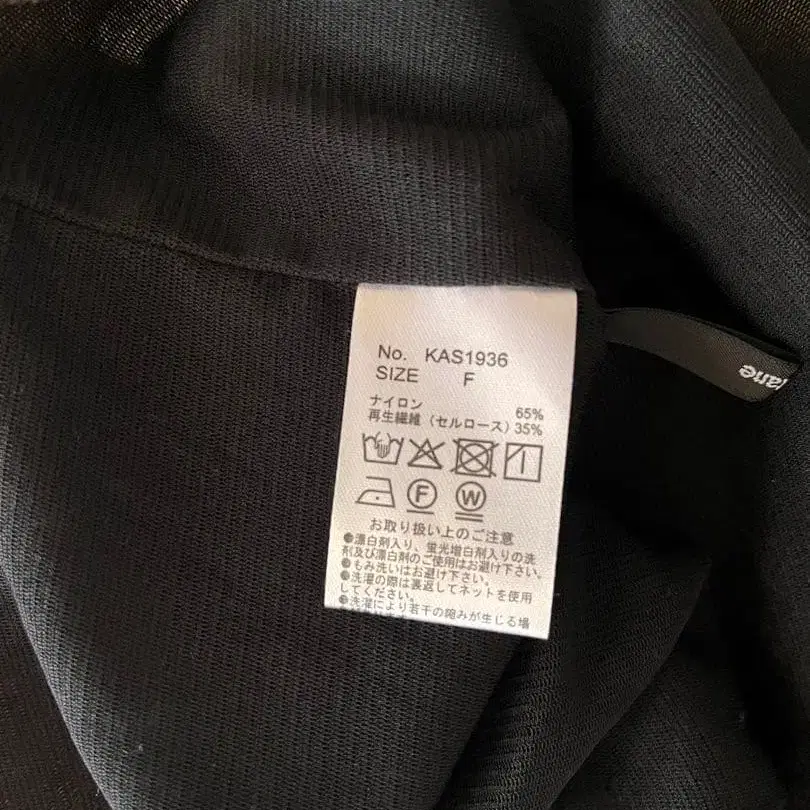 No. KAS1936
SIZE F
ナイロン 65%
再生繊維（セルロース）35%
F W
お取り扱い上のご注意
●漂白剤入り、蛍光増白剤入りの洗
剤及び漂白剤のご使用はお避け下さい。
●もみ洗いはお避け下さい。
●洗濯の際は裏返してネットを使用
してください。
●洗濯により若干の縮みが生じる場